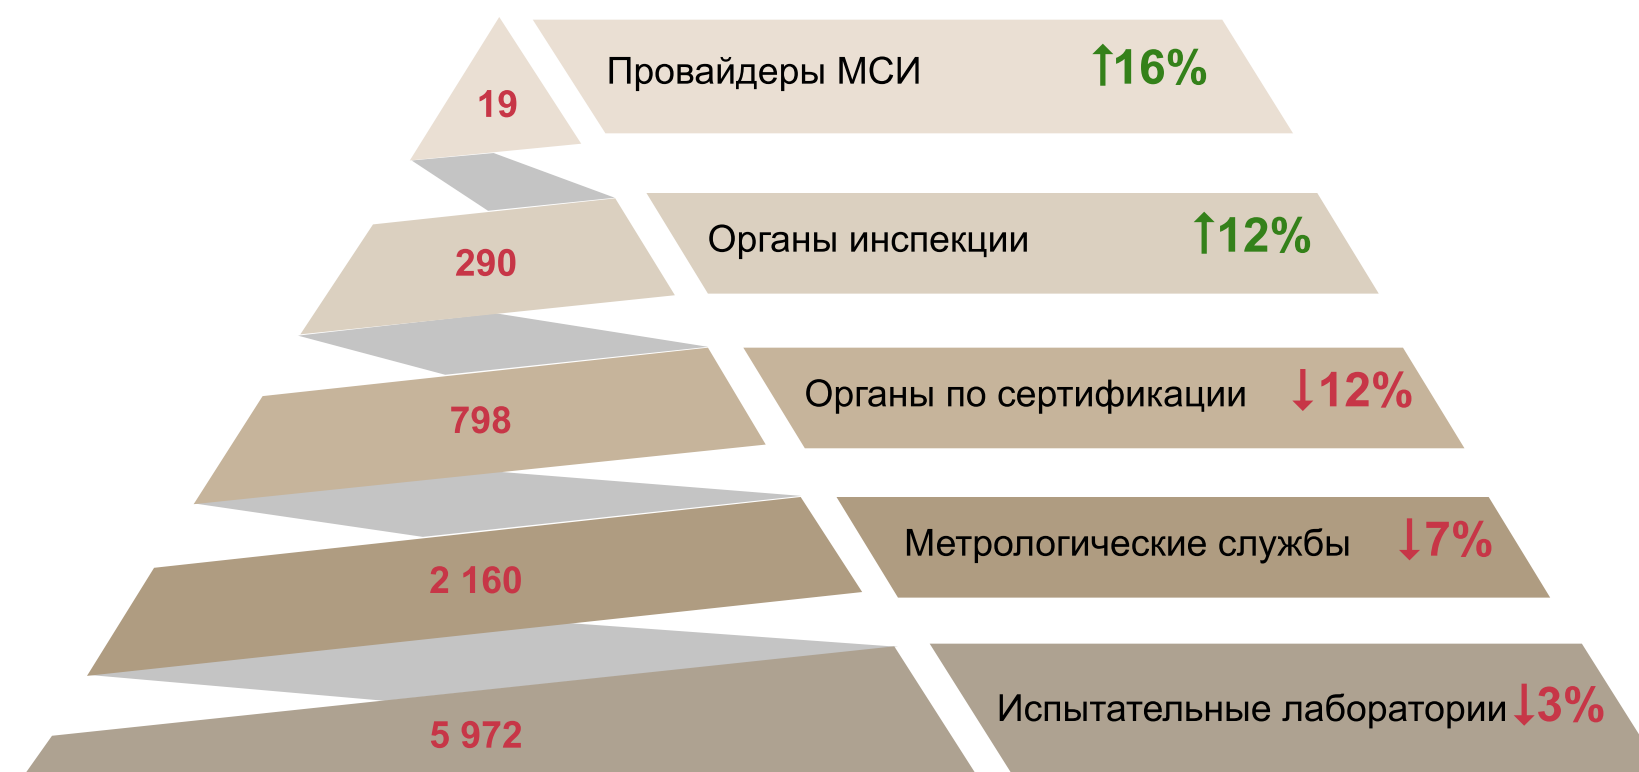 19
Провайдеры МСИ ↑16%
290
Органы инспекции ↑12%
798
Органы по сертификации ↓12%
2 160
Метрологические службы ↓7%
5 972
Испытательные лаборатории ↓3%